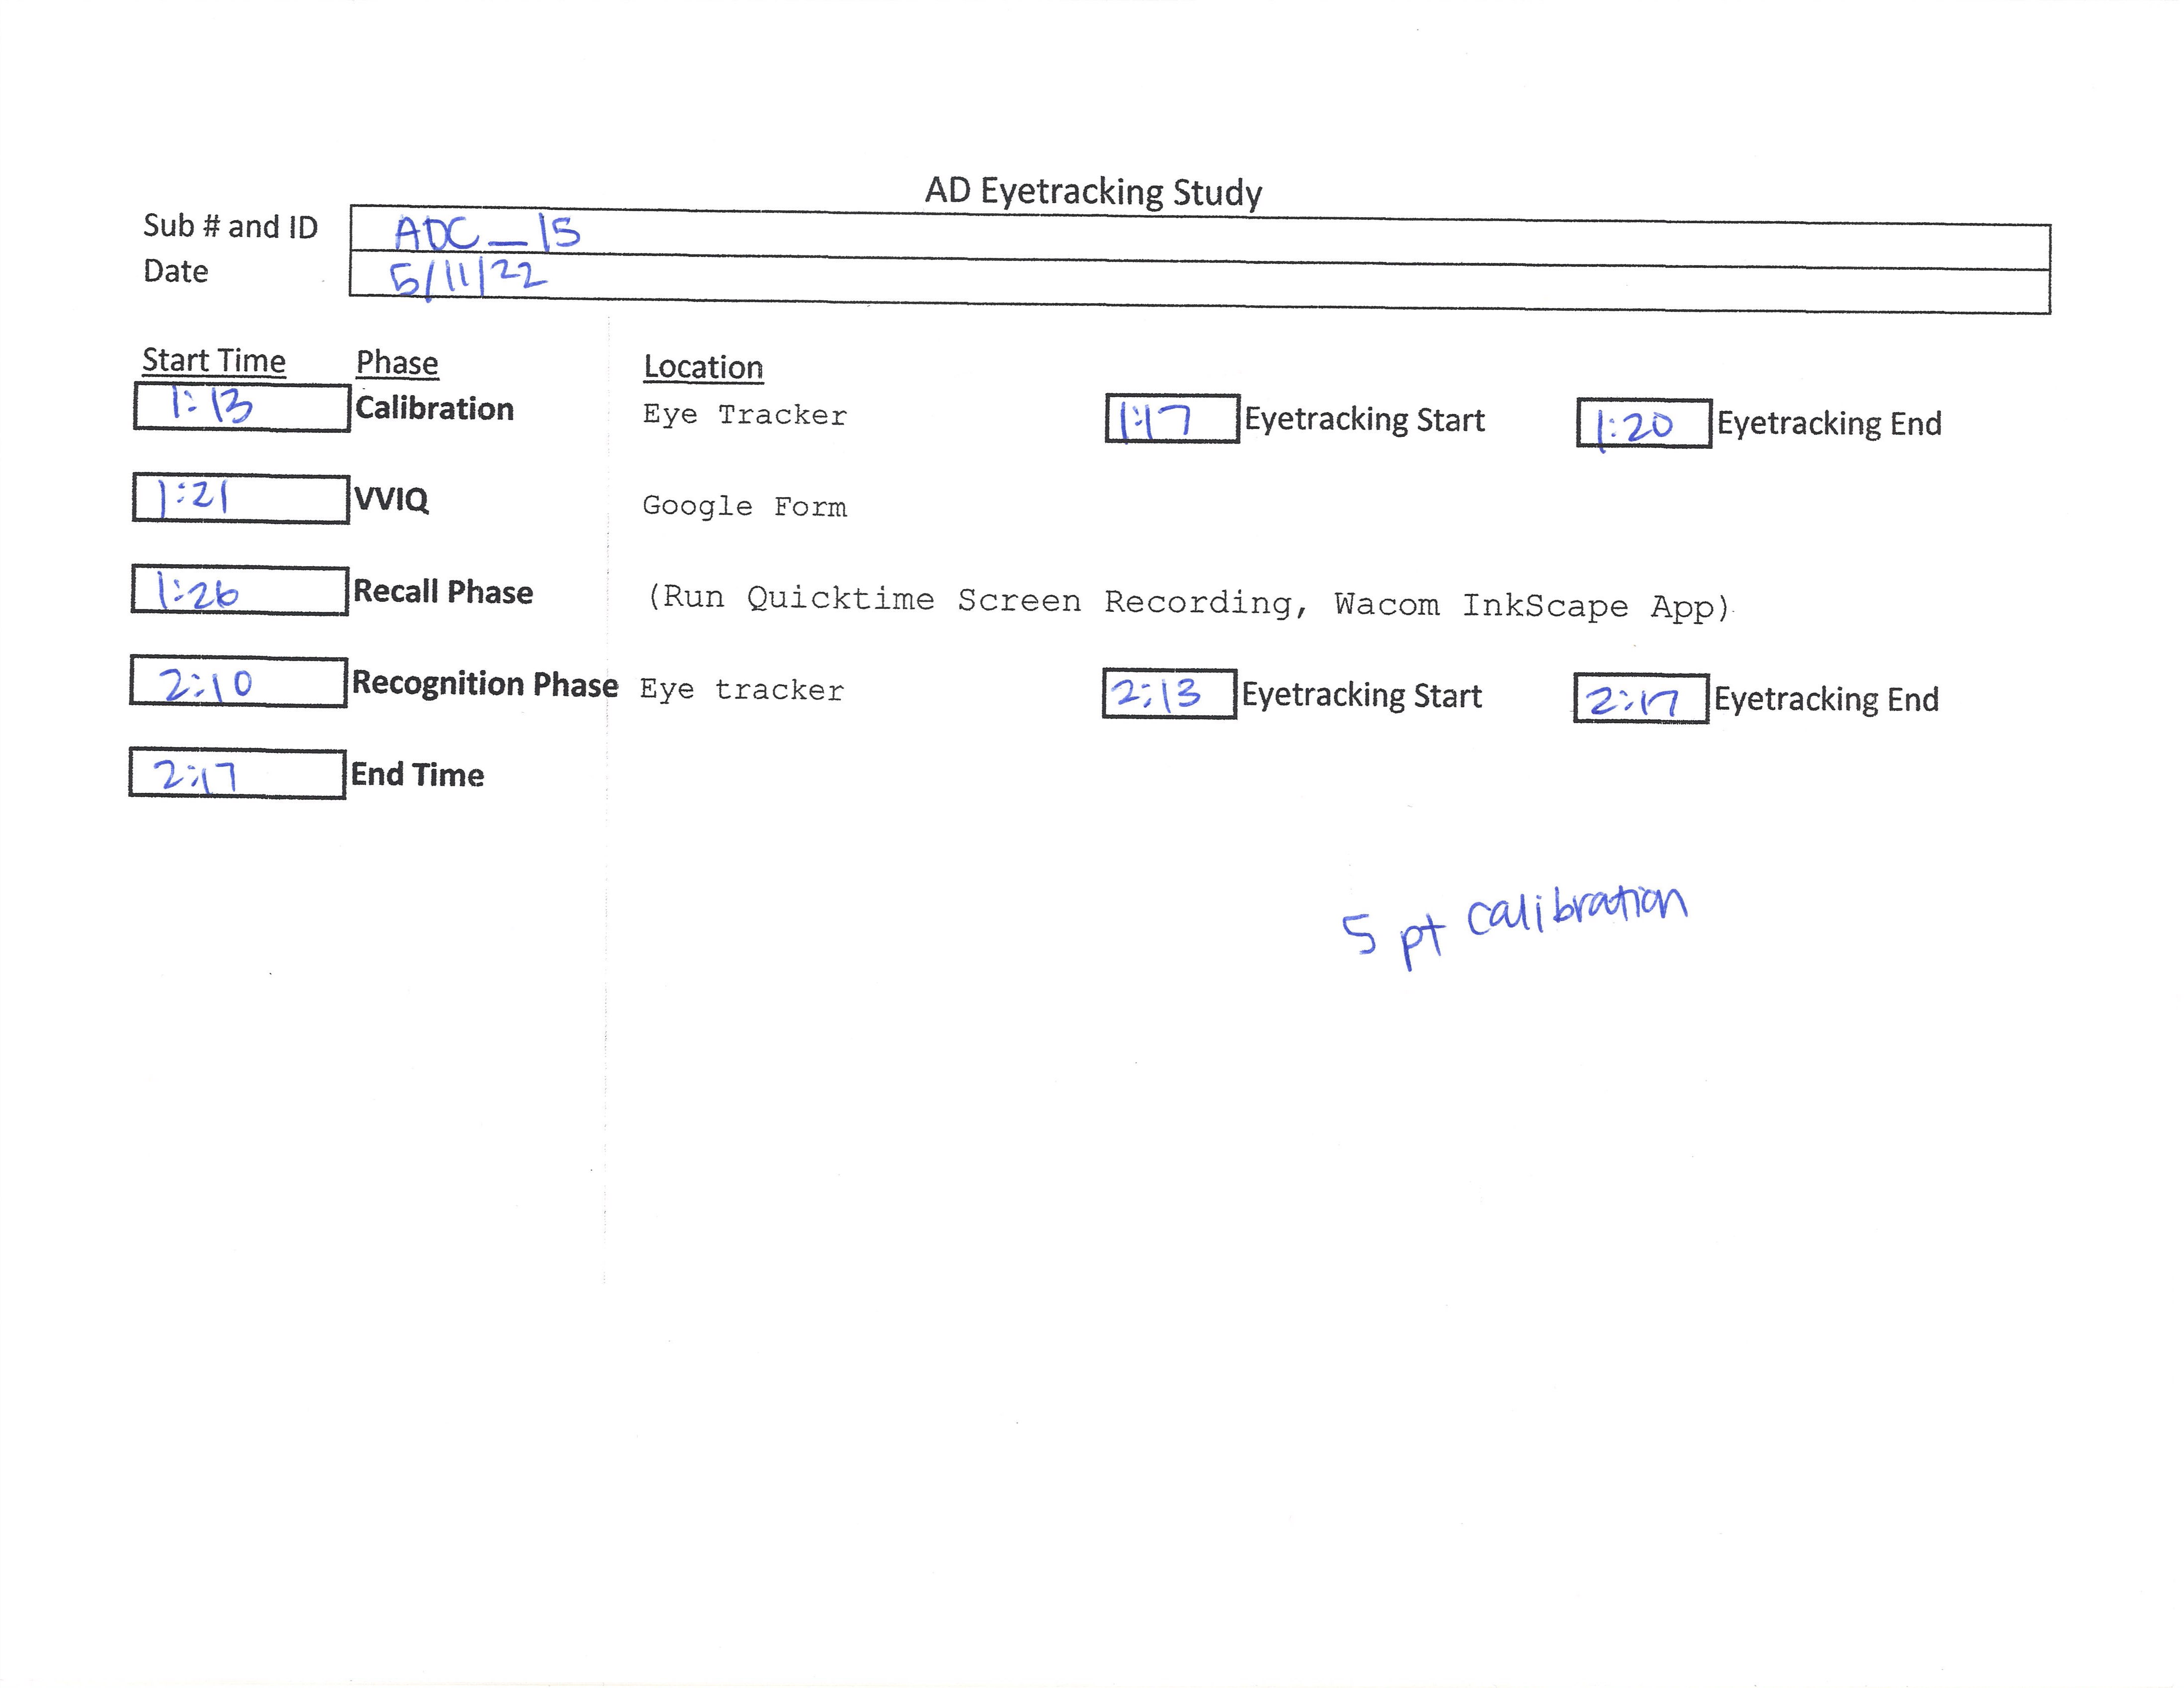 AD Eyetracking Study
Sub # and ID ADC_15
Date 5/11/22
Start Time Phase Location
1:13 Calibration Eye Tracker 1:17 Eyetracking Start 1:20 Eyetracking End
1:21 VVIQ Google Form
1:26 Recall Phase (Run Quicktime Screen Recording, Wacom InkScape App)
2:10 Recognition Phase Eye tracker 2:13 Eyetracking Start 2:17 Eyetracking End
2:17 End Time
5 pt calibration